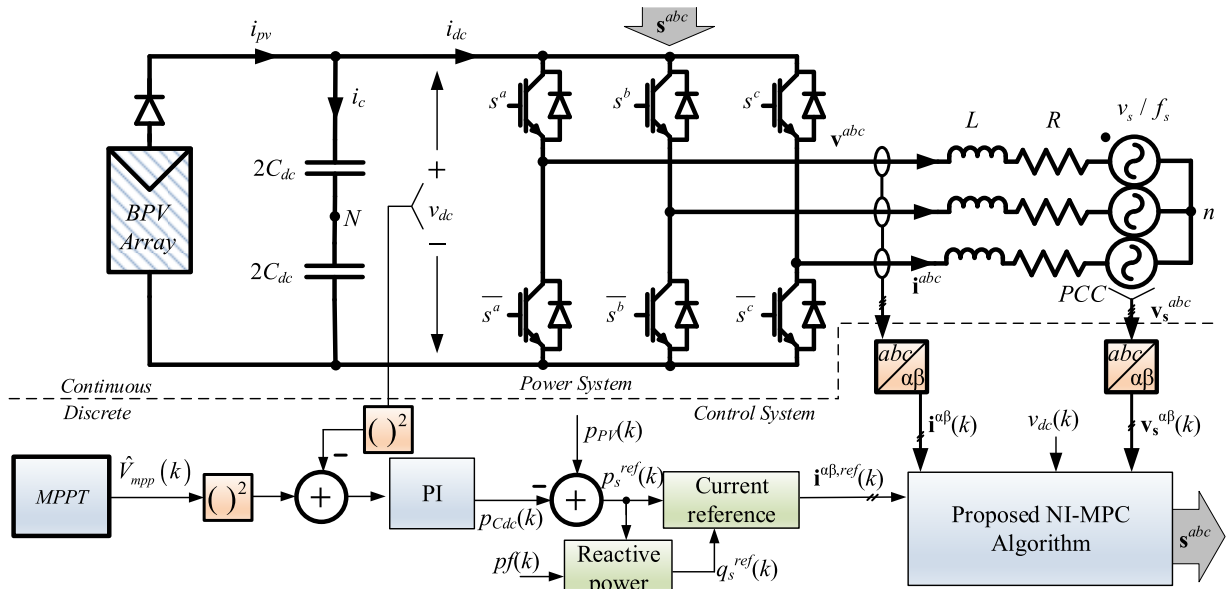 s^abc
i_pv
i_dc
i_c
s^a
s^b
s^c
v_s / f_s
L
R
v^abc
2C_dc
+
BPV
Array
N
v_dc
n
−
2C_dc
i^abc
PCC
s^a
s^b
s^c
v_s^abc
abc
αβ
abc
αβ
Continuous
Power System
Discrete
Control System
( )^2
p_PV(k)
i^αβ(k)
v_dc(k)
v_s^αβ(k)
MPPT
V̂_mpp(k)
( )^2
−
+
PI
−
p_Cdc(k)
+
p_s^ref(k)
Current
reference
i^αβ,ref(k)
Proposed NI-MPC
Algorithm
s^abc
pf(k)
Reactive
power
q_s^ref(k)